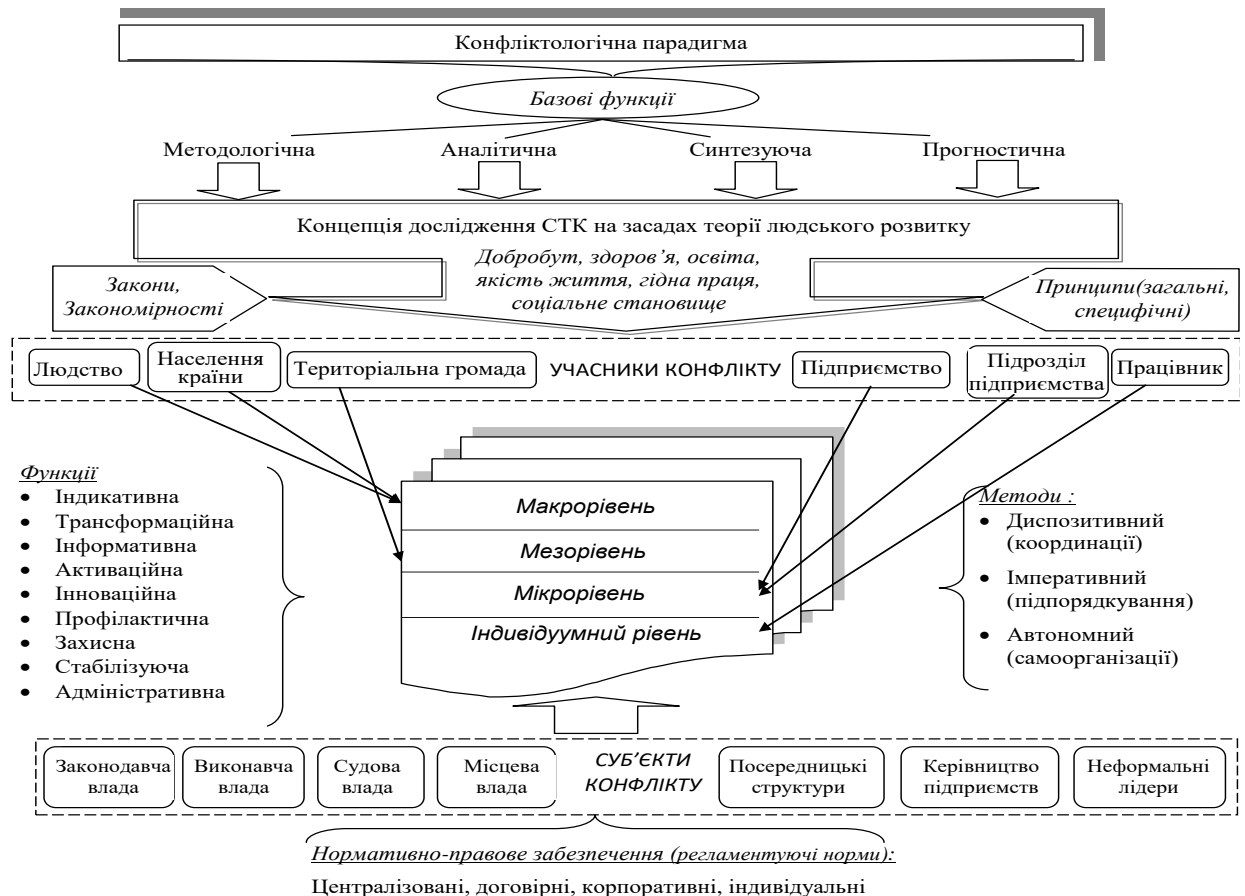 Конфліктологічна парадигма
Базові функції
Методологічна
Аналітична
Синтезуюча
Прогностична
Концепція дослідження СТК на засадах теорії людського розвитку
Добробут, здоров’я, освіта,
якість життя, гідна праця,
соціальне становище
Закони,
Закономірності
Принципи(загальні,
специфічні)
Людство
Населення
країни
Територіальна громада
УЧАСНИКИ КОНФЛІКТУ
Підприємство
Підрозділ
підприємства
Працівник
Функції
• Індикативна
• Трансформаційна
• Інформативна
• Активаційна
• Інноваційна
• Профілактична
• Захисна
• Стабілізуюча
• Адміністративна
Макрорівень
Мезорівень
Мікрорівень
Індивідуумний рівень
Методи :
• Диспозитивний
(координації)
• Імперативний
(підпорядкування)
• Автономний
(самоорганізації)
Законодавча
влада
Виконавча
влада
Судова
влада
Місцева
влада
СУБ’ЄКТИ
КОНФЛІКТУ
Посередницькі
структури
Керівництво
підприємств
Неформальні
лідери
Нормативно-правове забезпечення (регламентуючі норми):
Централізовані, договірні, корпоративні, індивідуальні